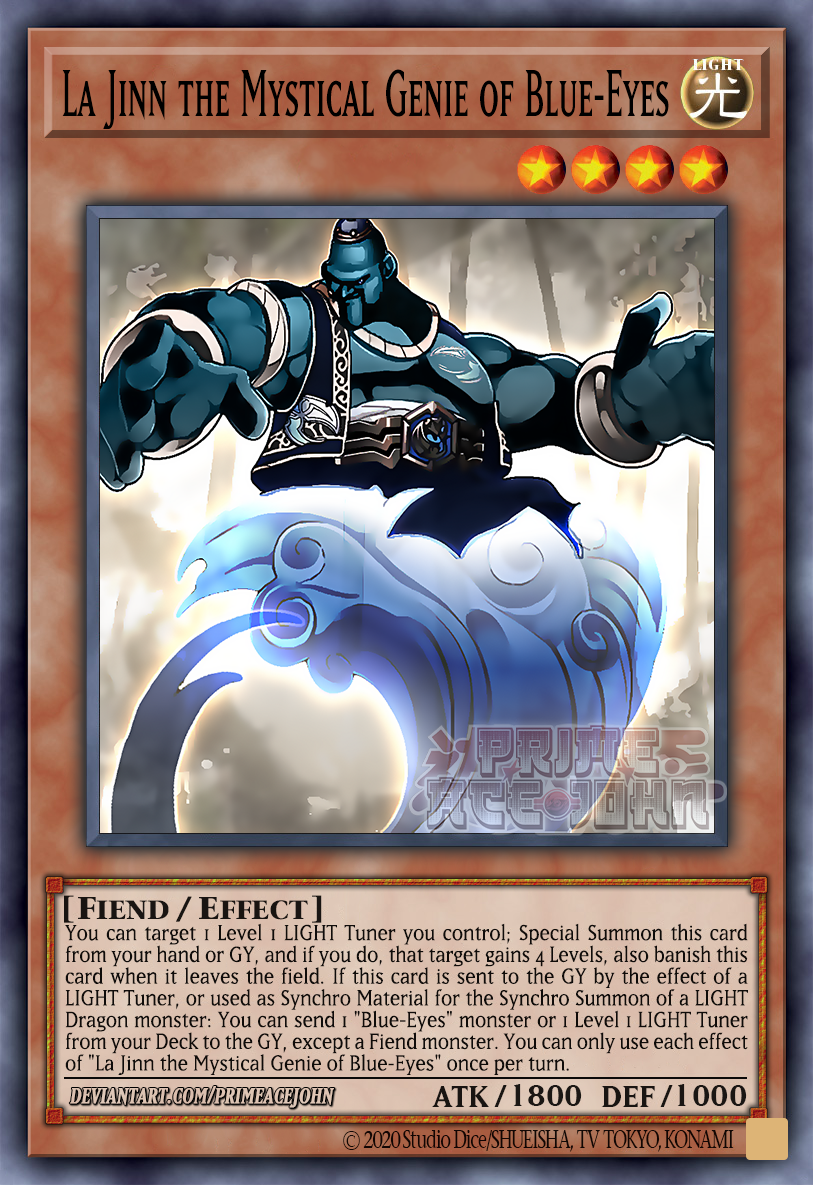 La Jinn the Mystical Genie of Blue-Eyes
LIGHT
光
PRIME
ACE JOHN
[Fiend / Effect]
You can target 1 Level 1 LIGHT Tuner you control; Special Summon this card
from your hand or GY, and if you do, that target gains 4 Levels, also banish this
card when it leaves the field. If this card is sent to the GY by the effect of a
LIGHT Tuner, or used as Synchro Material for the Synchro Summon of a LIGHT
Dragon monster: You can send 1 "Blue-Eyes" monster or 1 Level 1 LIGHT Tuner
from your Deck to the GY, except a Fiend monster. You can only use each effect
of "La Jinn the Mystical Genie of Blue-Eyes" once per turn.
DEVIANTART.COM/PRIMEACEJOHN ATK / 1800 DEF / 1000
© 2020 Studio Dice/SHUEISHA, TV TOKYO, KONAMI